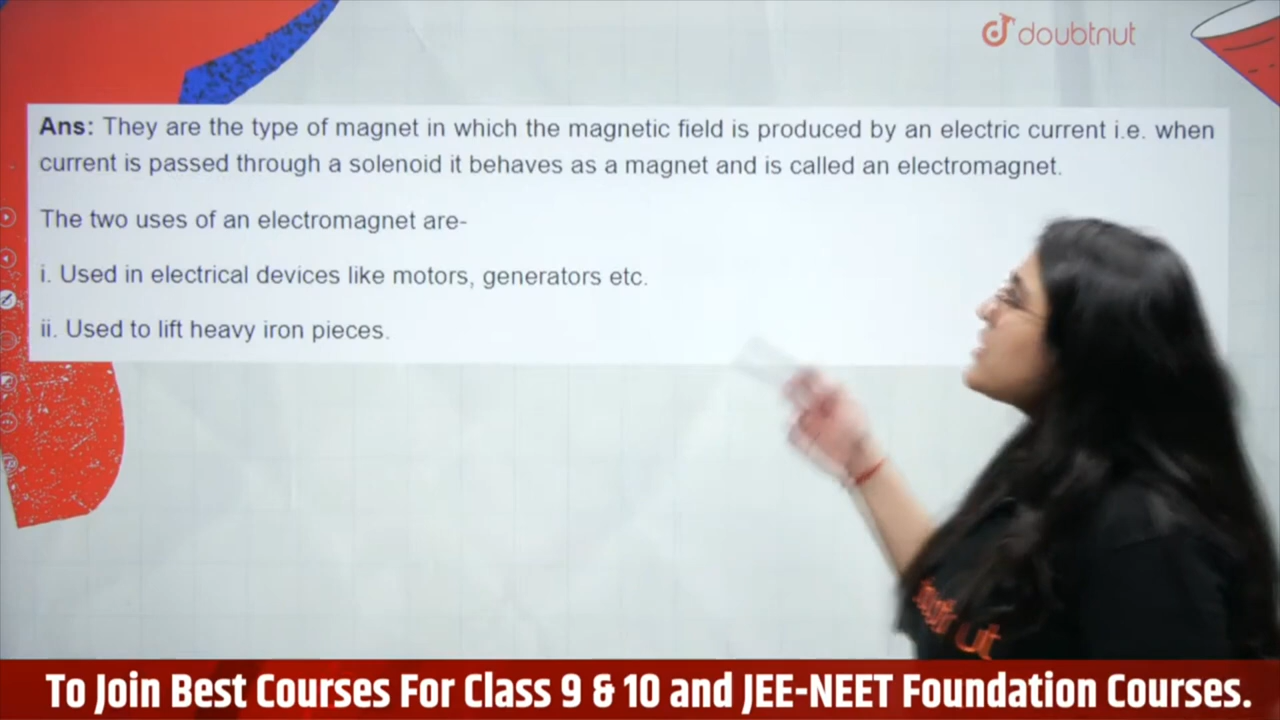 doubtnut
Ans: They are the type of magnet in which the magnetic field is produced by an electric current i.e. when
current is passed through a solenoid it behaves as a magnet and is called an electromagnet.
The two uses of an electromagnet are-
i. Used in electrical devices like motors, generators etc.
ii. Used to lift heavy iron pieces.
To Join Best Courses For Class 9 & 10 and JEE-NEET Foundation Courses.